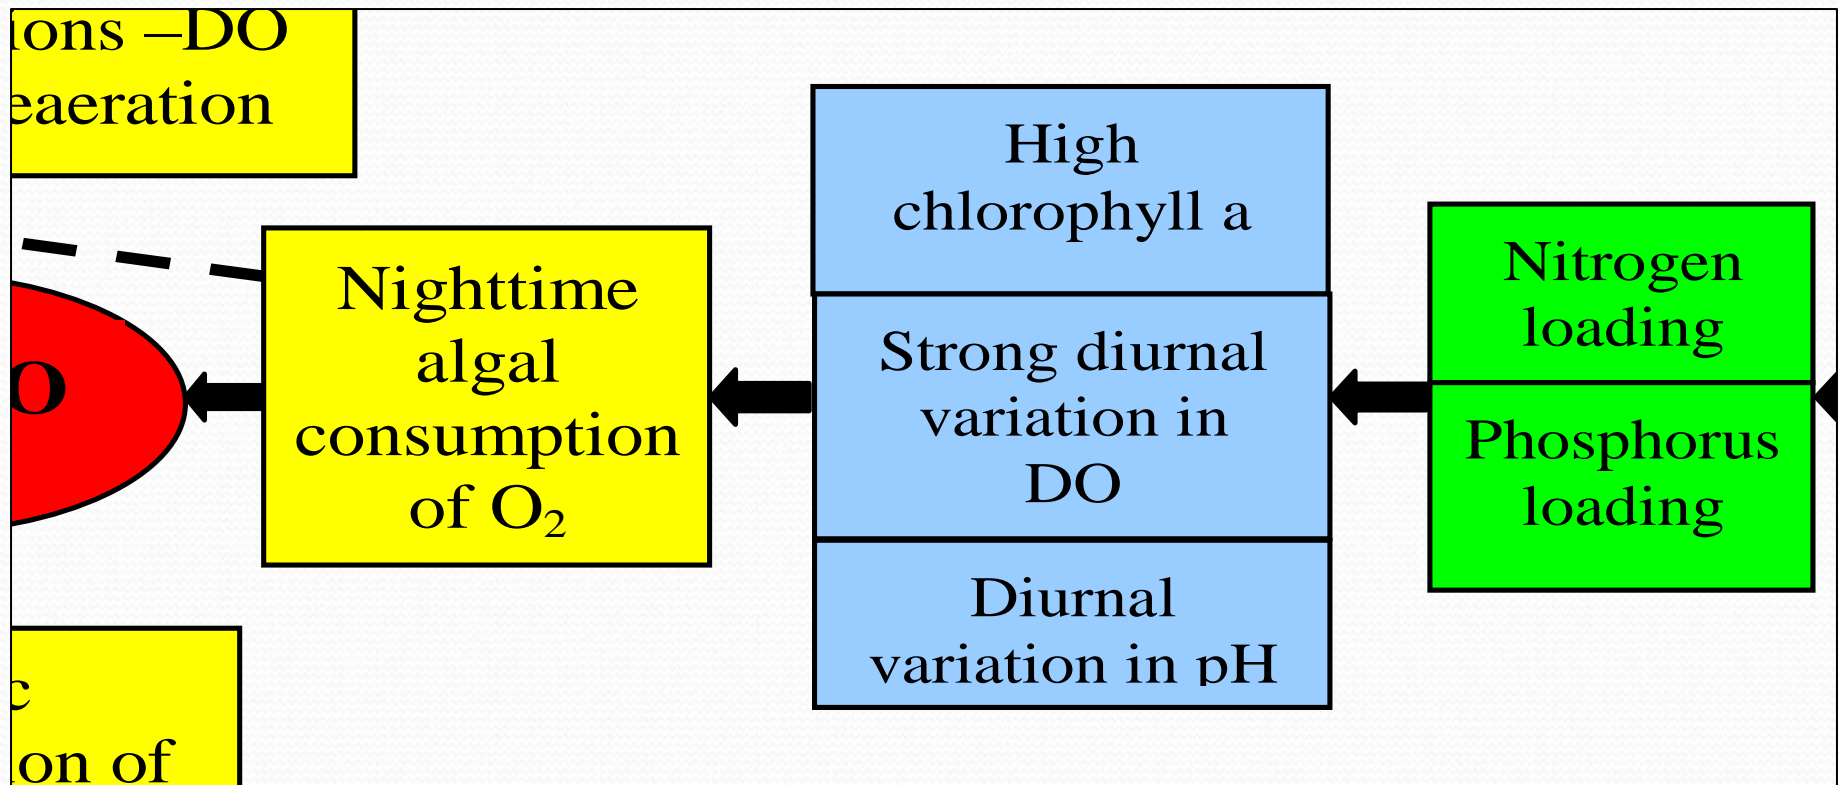 ions –DO
eaeration
High
chlorophyll a
Nitrogen
loading
Nighttime
algal
consumption
of O₂
Strong diurnal
variation in
DO
Phosphorus
loading
O
Diurnal
variation in pH
c
on of